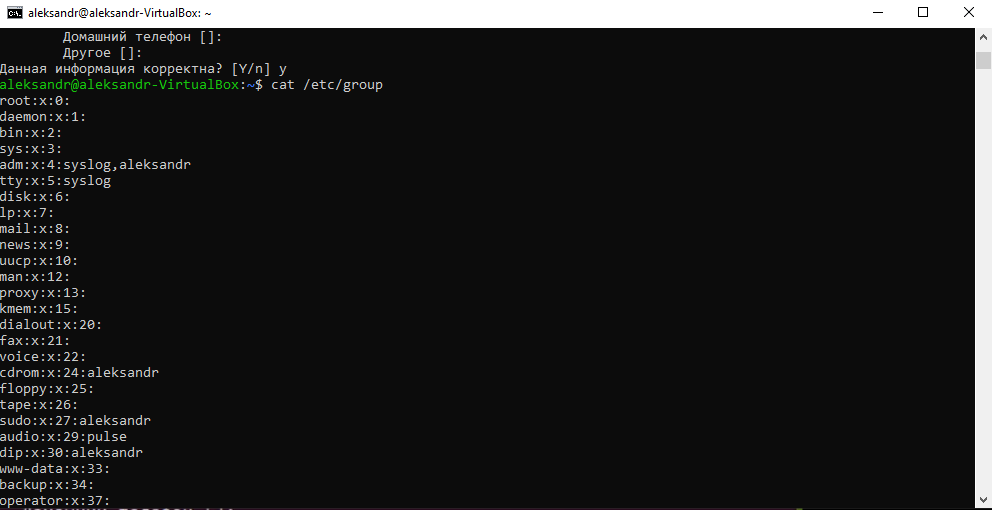 aleksandr@aleksandr-VirtualBox: ~
Домашний телефон []:
Другое []:
Данная информация корректна? [Y/n] y
aleksandr@aleksandr-VirtualBox:~$ cat /etc/group
root:x:0:
daemon:x:1:
bin:x:2:
sys:x:3:
adm:x:4:syslog,aleksandr
tty:x:5:syslog
disk:x:6:
lp:x:7:
mail:x:8:
news:x:9:
uucp:x:10:
man:x:12:
proxy:x:13:
kmem:x:15:
dialout:x:20:
fax:x:21:
voice:x:22:
cdrom:x:24:aleksandr
floppy:x:25:
tape:x:26:
sudo:x:27:aleksandr
audio:x:29:pulse
dip:x:30:aleksandr
www-data:x:33:
backup:x:34:
operator:x:37: